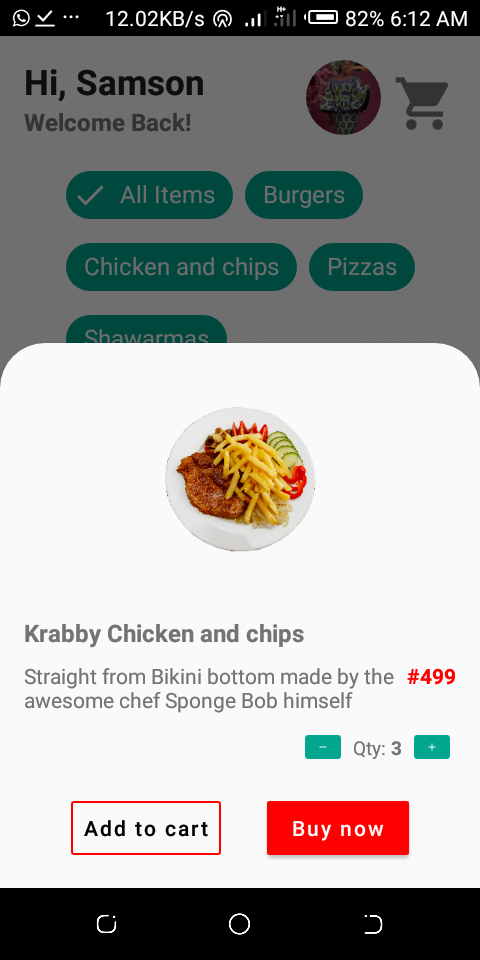 12.02KB/s H+ 82% 6:12 AM
Hi, Samson
Welcome Back!
All Items
Burgers
Chicken and chips
Pizzas
Shawarmas
Krabby Chicken and chips
Straight from Bikini bottom made by the
#499
awesome chef Sponge Bob himself
− Qty: 3 +
Add to cart
Buy now